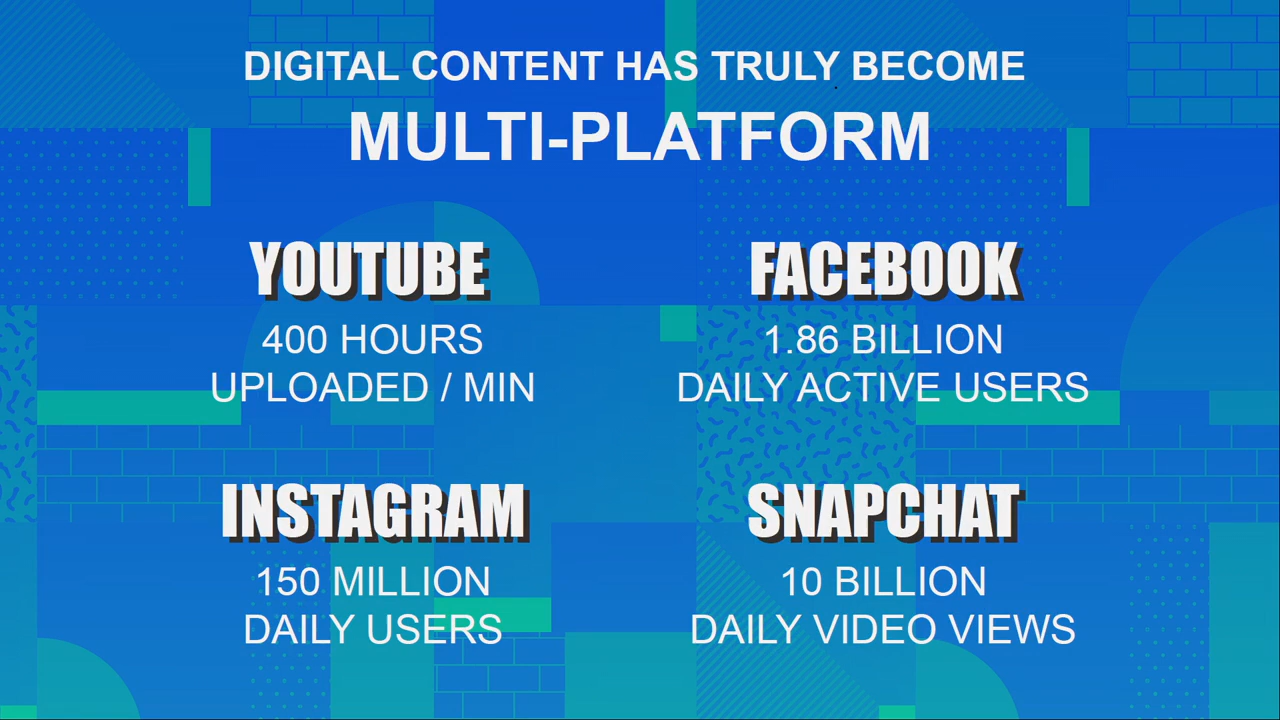 DIGITAL CONTENT HAS TRULY BECOME
MULTI-PLATFORM
YOUTUBE
400 HOURS
UPLOADED / MIN
FACEBOOK
1.86 BILLION
DAILY ACTIVE USERS
INSTAGRAM
150 MILLION
DAILY USERS
SNAPCHAT
10 BILLION
DAILY VIDEO VIEWS